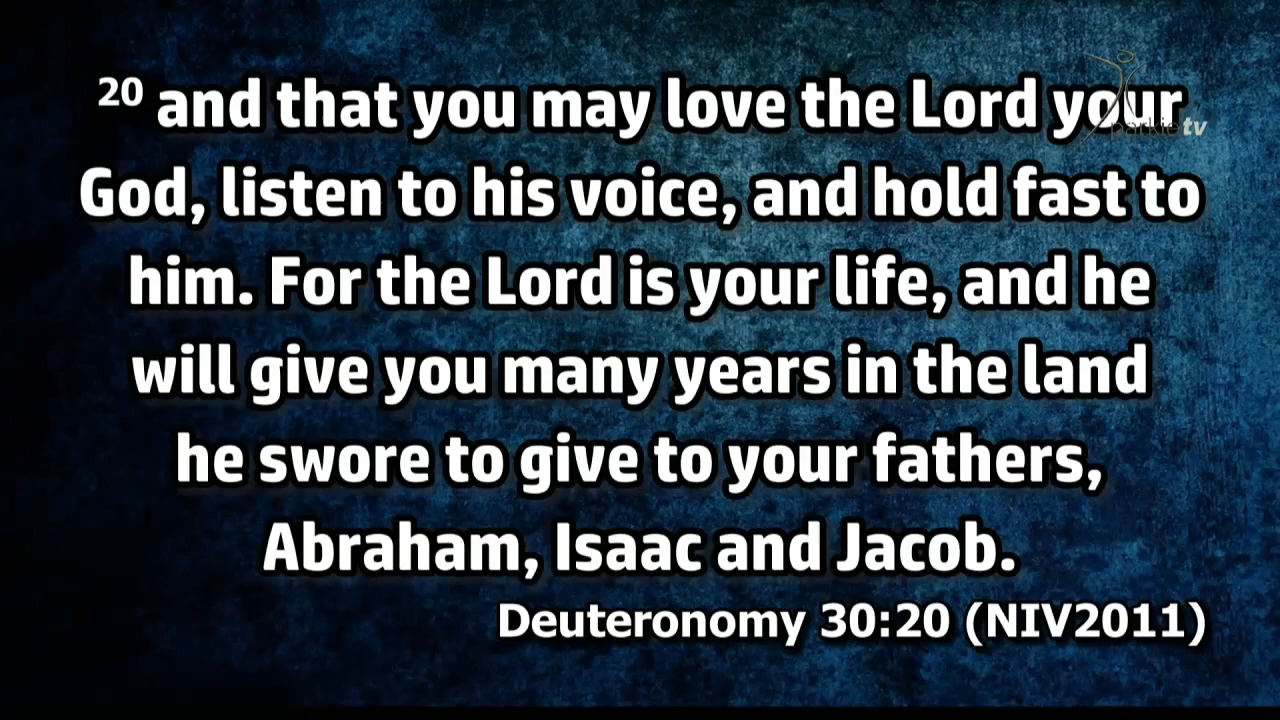 20 and that you may love the Lord your
God, listen to his voice, and hold fast to
him. For the Lord is your life, and he
will give you many years in the land
he swore to give to your fathers,
Abraham, Isaac and Jacob.
Deuteronomy 30:20 (NIV2011)
parkie tv